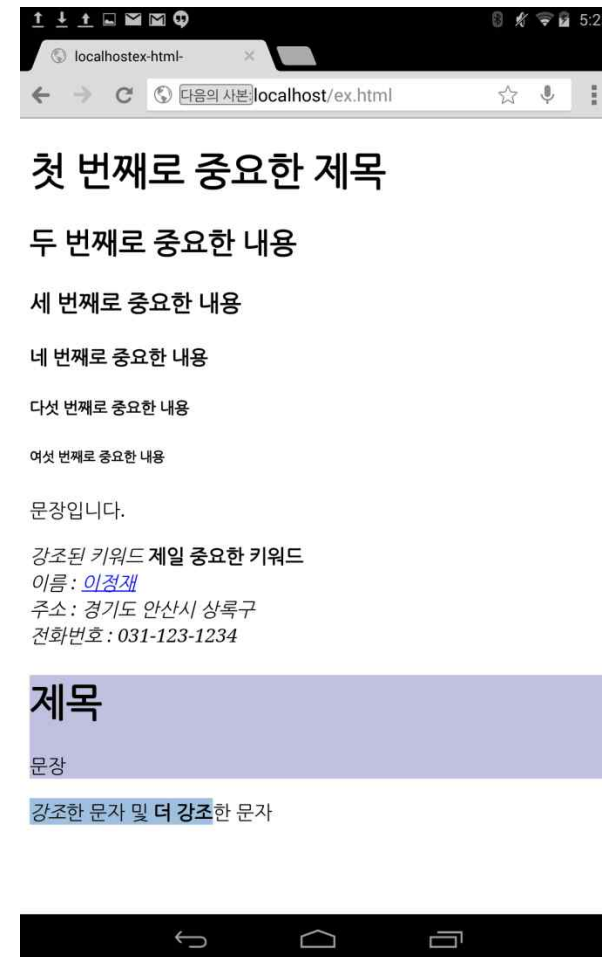 5:2
localhostex-html-
다음의 사본:localhost/ex.html
첫 번째로 중요한 제목
두 번째로 중요한 내용
세 번째로 중요한 내용
네 번째로 중요한 내용
다섯 번째로 중요한 내용
여섯 번째로 중요한 내용
문장입니다.
강조된 키워드 제일 중요한 키워드
이름 : 이정재
주소 : 경기도 안산시 상록구
전화번호 : 031-123-1234
제목
문장
강조한 문자 및 더 강조한 문자